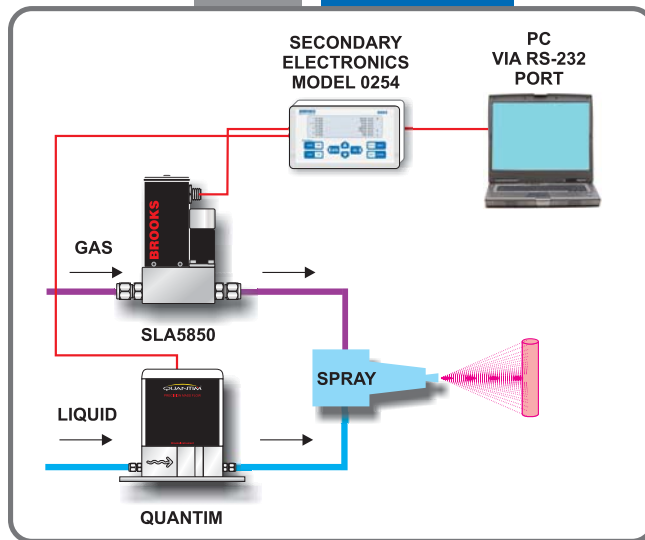 SECONDARY
ELECTRONICS
MODEL 0254
PC
VIA RS-232
PORT
BROOKS
GAS
SLA5850
SPRAY
QUANTIM
LIQUID
QUANTIM